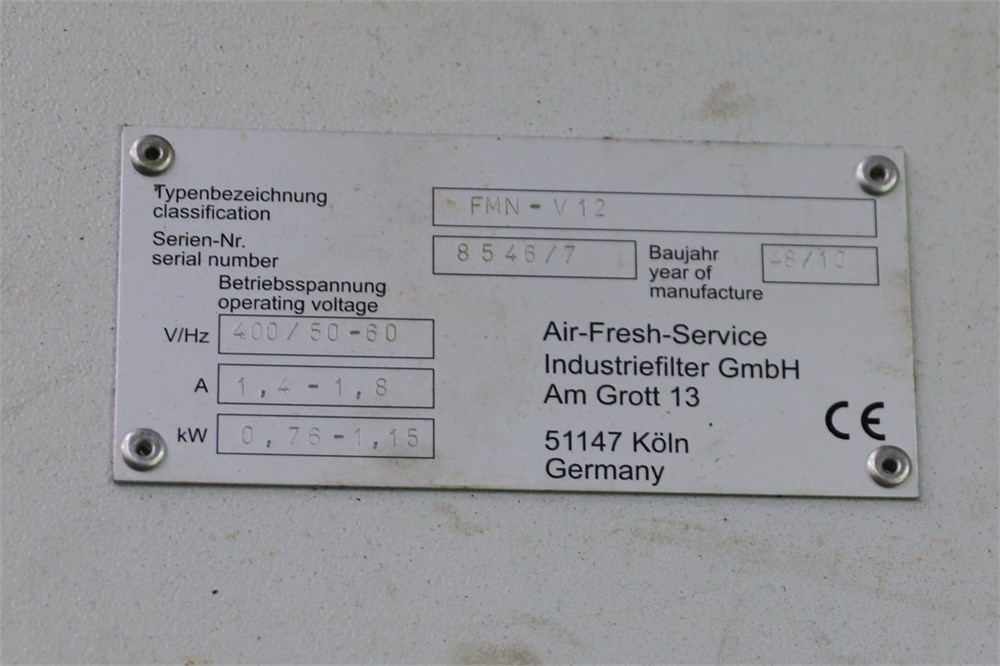 Typenbezeichnung
classification
FMN-V12
Serien-Nr.
serial number
8546/7
Baujahr
year of
manufacture
48/10
Betriebsspannung
operating voltage
V/Hz 400/50-60
A 1,4-1,8
kW 0,76-1,15
Air-Fresh-Service
Industriefilter GmbH
Am Grott 13
51147 Köln
Germany
CE